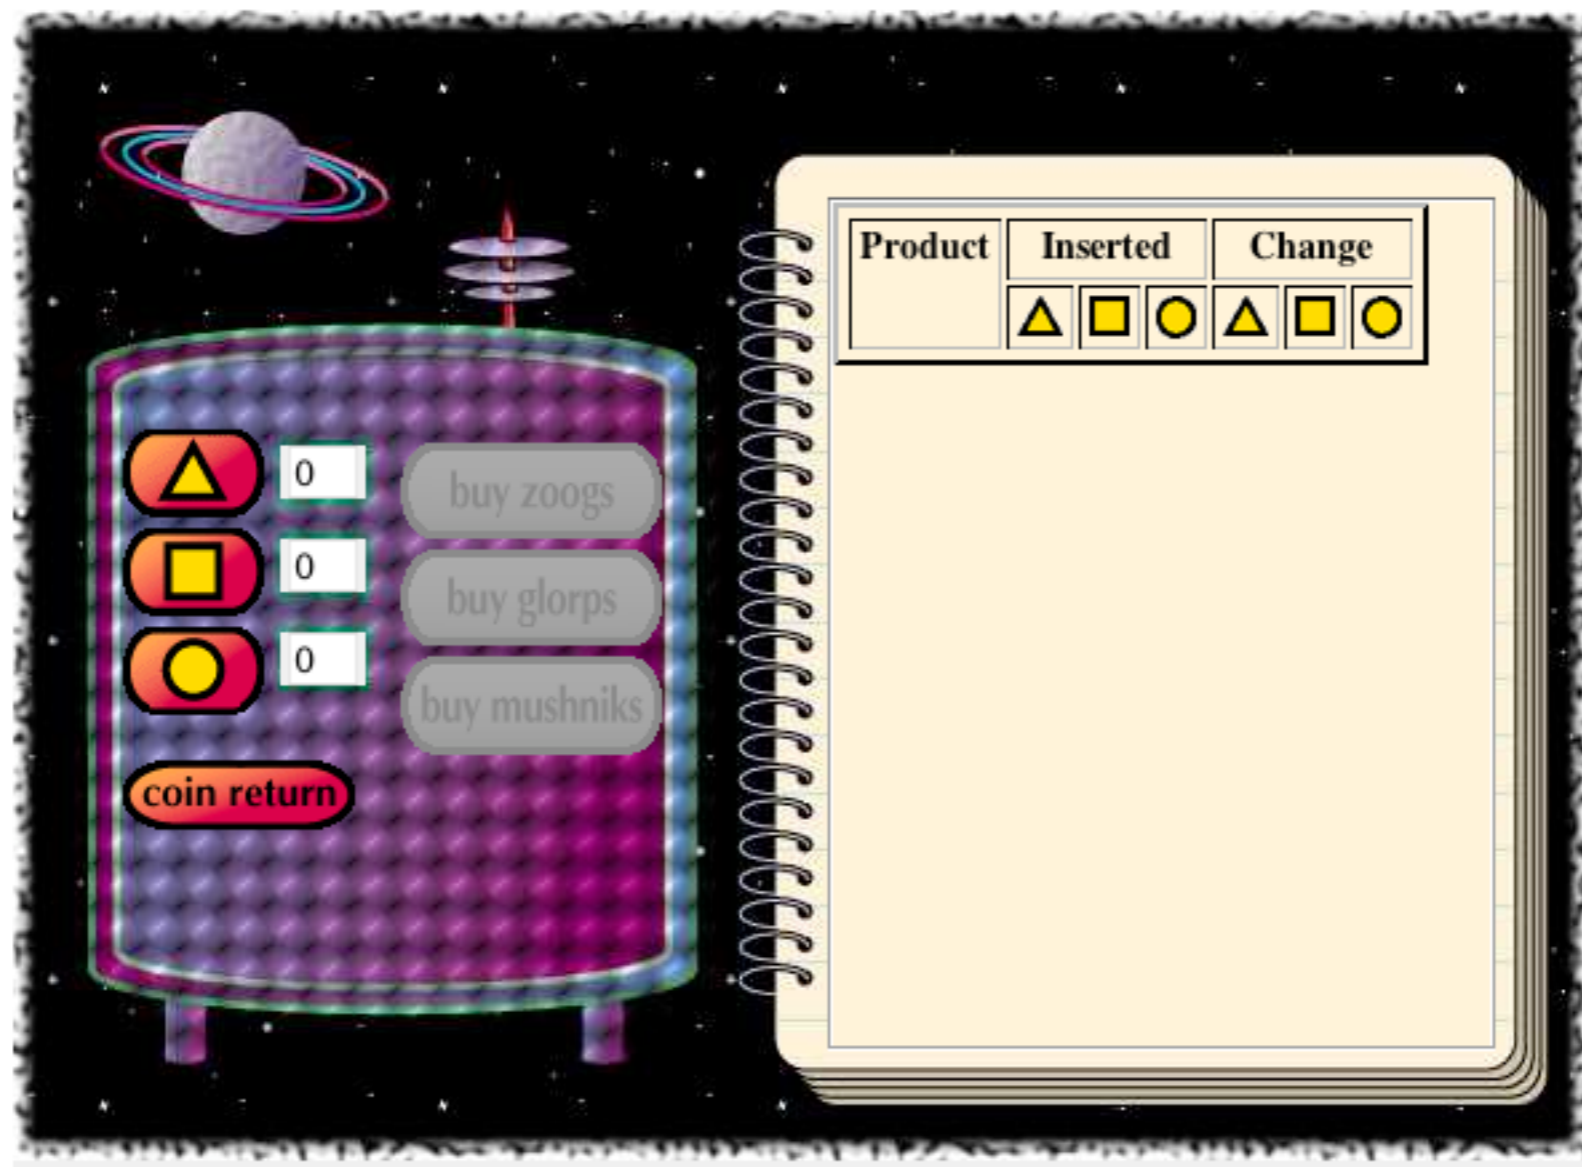 0
buy zoogs
0
buy glorps
0
buy mushniks
coin return
Product Inserted Change